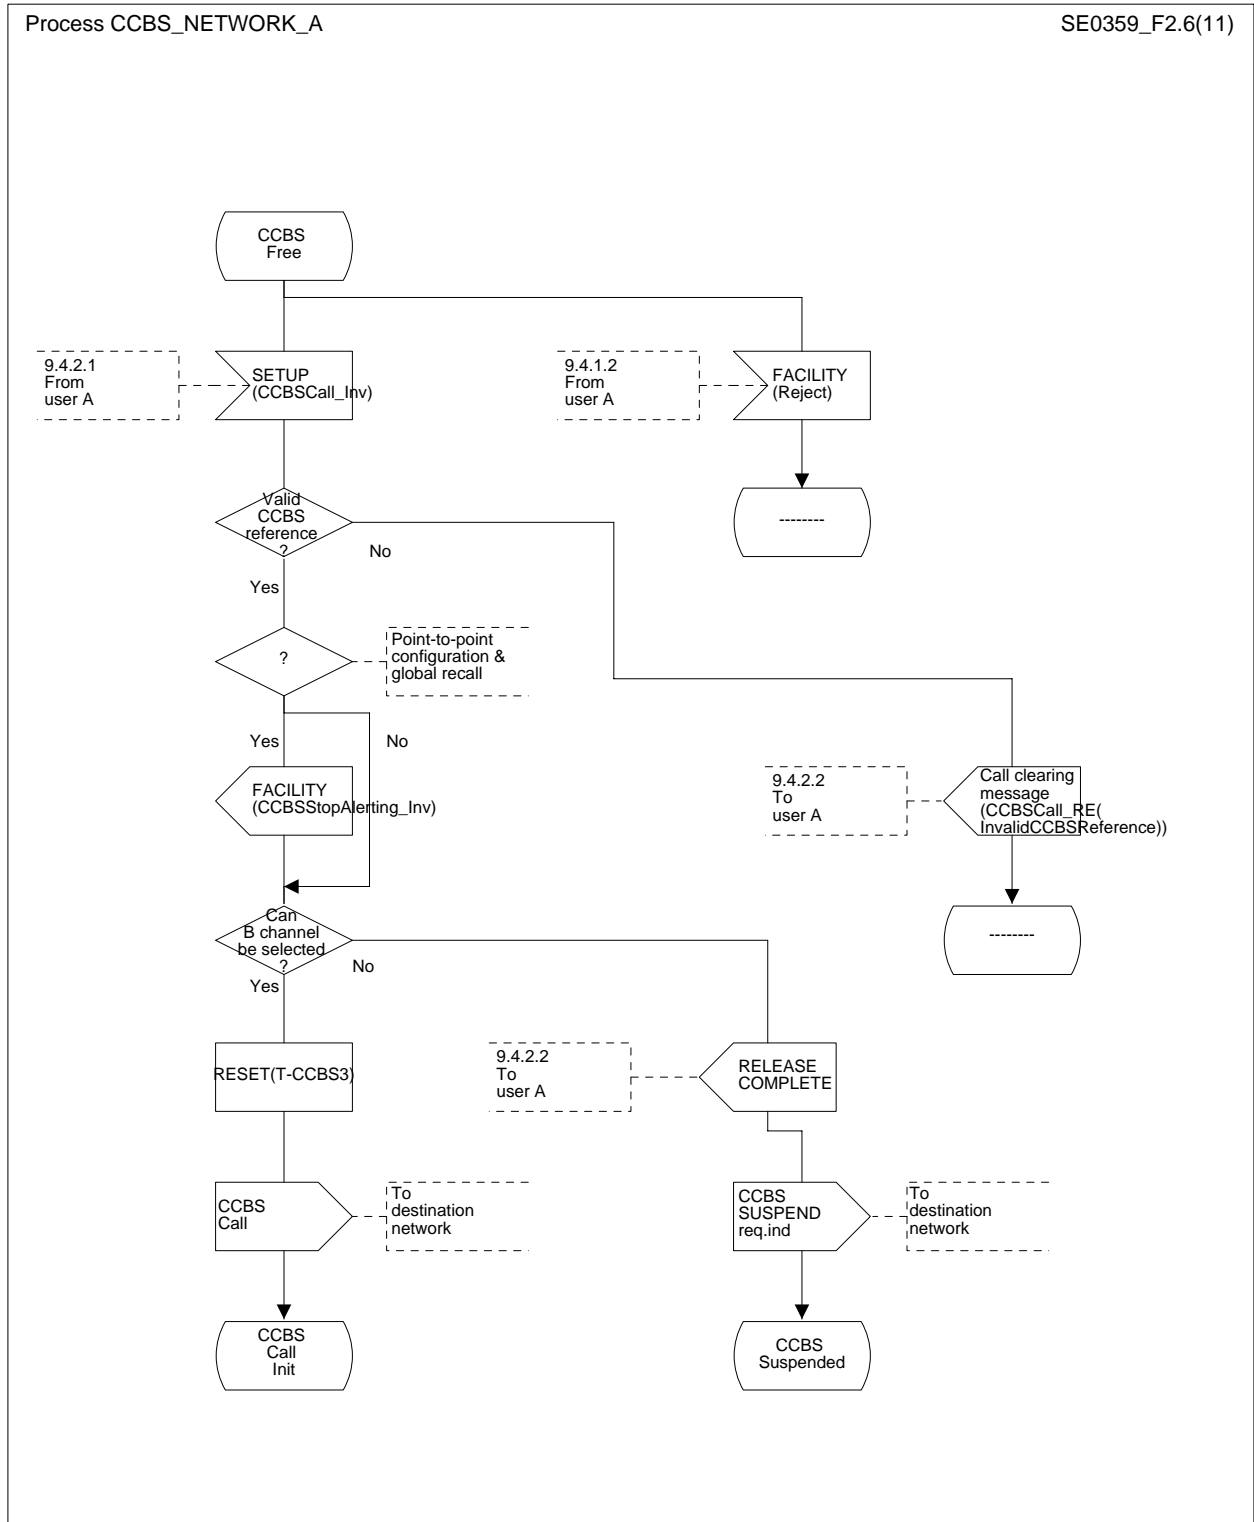 Process CCBS_NETWORK_A
SE0359_F2.6(11)
CCBS
Free
9.4.2.1
From
user A
SETUP
(CCBSCall_Inv)
9.4.1.2
From
user A
FACILITY
(Reject)
--------
Valid
CCBS
reference
?
No
Yes
?
Point-to-point
configuration &
global recall
Yes
No
FACILITY
(CCBSStopAlerting_Inv)
9.4.2.2
To
user A
Call clearing
message
(CCBSCall_RE(
InvalidCCBSReference))
--------
Can
B channel
be selected
?
No
Yes
RESET(T-CCBS3)
9.4.2.2
To
user A
RELEASE
COMPLETE
CCBS
Call
To
destination
network
CCBS
SUSPEND
req.ind
To
destination
network
CCBS
Call
Init
CCBS
Suspended